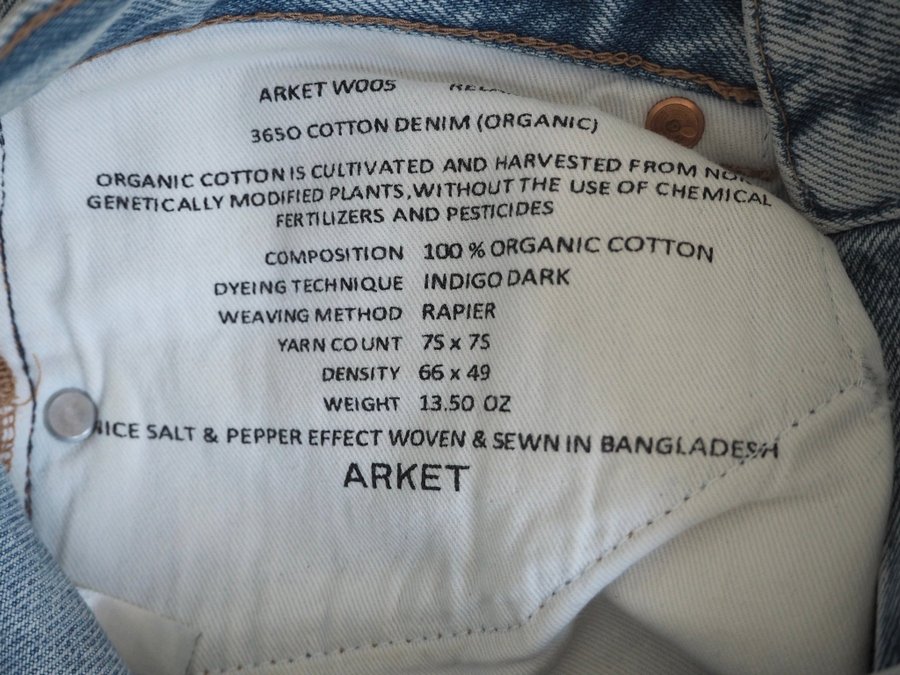 ARKET W005
3650 COTTON DENIM (ORGANIC)
ORGANIC COTTON IS CULTIVATED AND HARVESTED FROM
GENETICALLY MODIFIED PLANTS, WITHOUT THE USE OF CHEMICAL
FERTILIZERS AND PESTICIDES
COMPOSITION 100 % ORGANIC COTTON
DYEING TECHNIQUE INDIGO DARK
WEAVING METHOD RAPIER
YARN COUNT 7S x 7S
DENSITY 66 x 49
WEIGHT 13.50 OZ
NICE SALT & PEPPER EFFECT WOVEN & SEWN IN BANGLADESH
ARKET